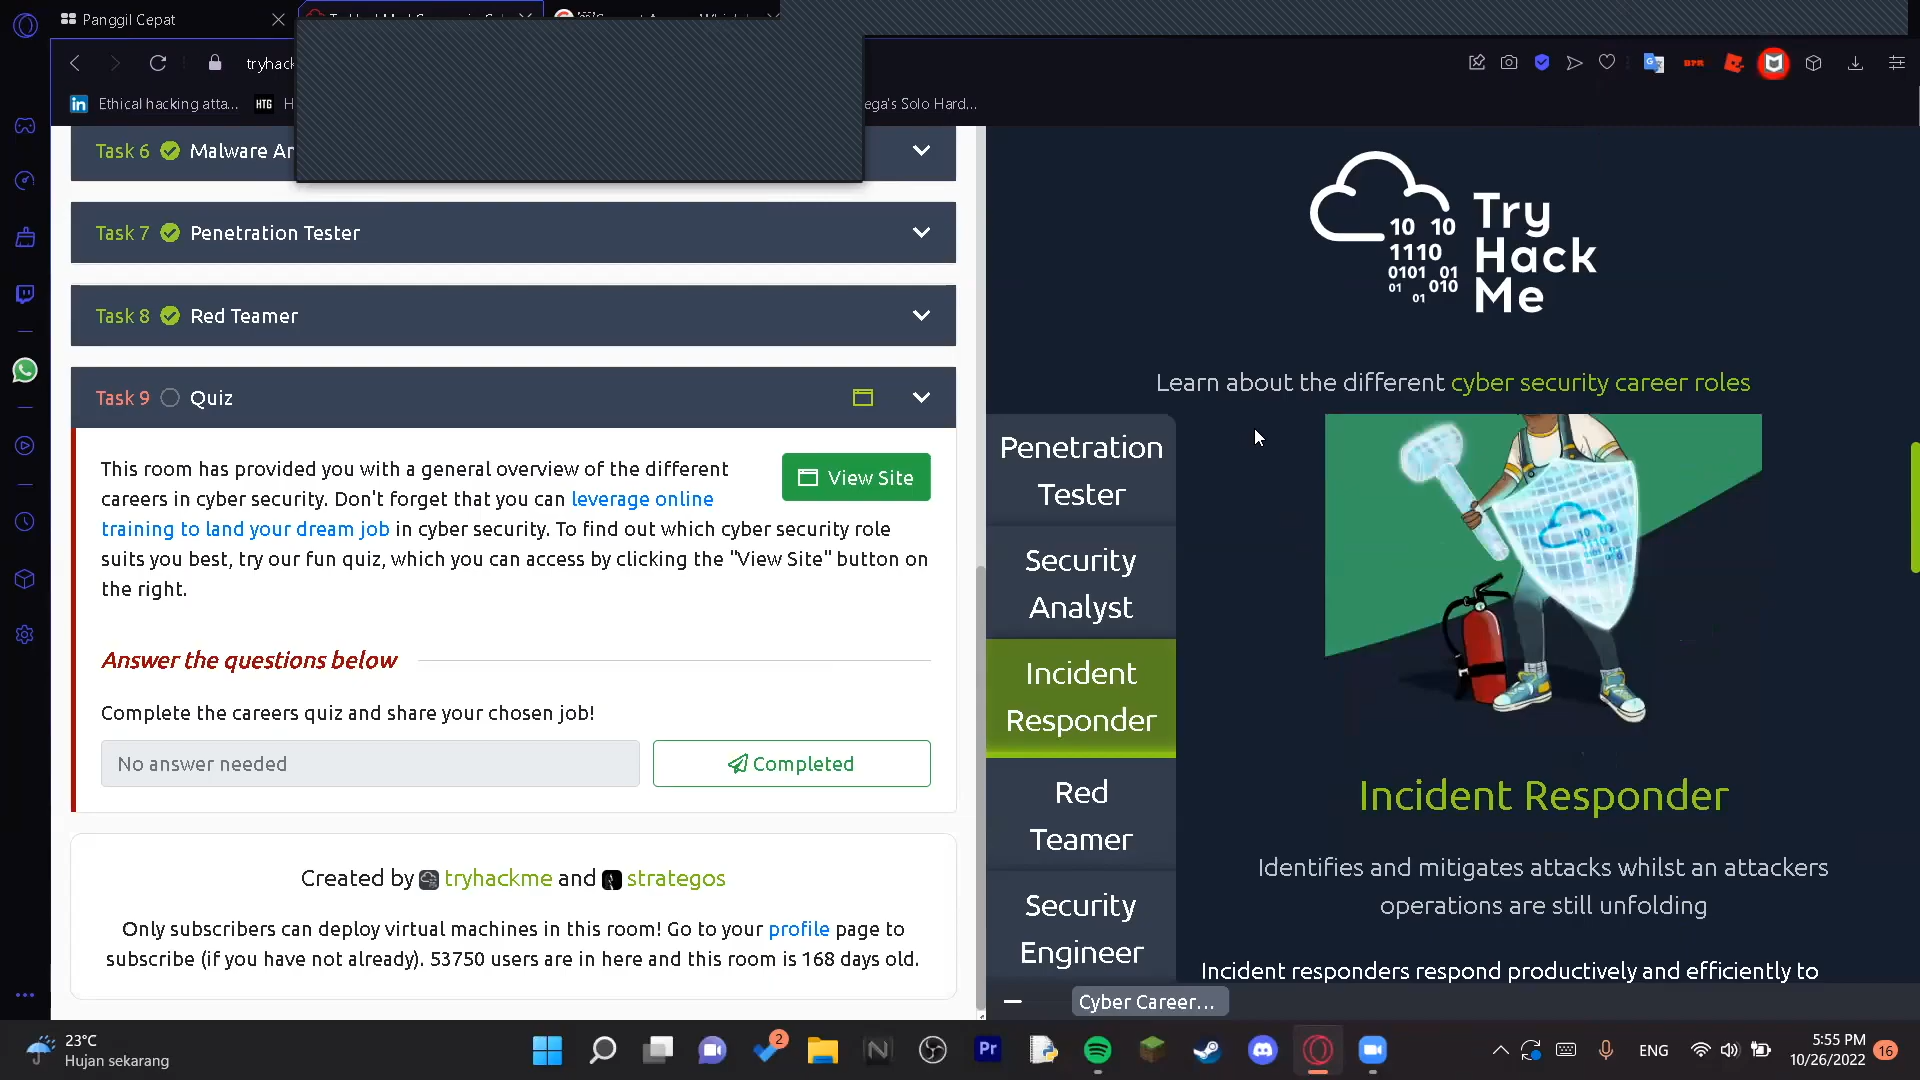 Panggil Cepat
tryhack
Ethical hacking atta...
HTG
H
ega's Solo Hard...
Task 6
Malware An
Task 7
Penetration Tester
Task 8
Red Teamer
Task 9
Quiz
This room has provided you with a general overview of the different
careers in cyber security. Don't forget that you can leverage online
training to land your dream job in cyber security. To find out which cyber security role
suits you best, try our fun quiz, which you can access by clicking the "View Site" button on
the right.
View Site
Answer the questions below
Complete the careers quiz and share your chosen job!
No answer needed
Completed
Created by tryhackme and strategos
Only subscribers can deploy virtual machines in this room! Go to your profile page to
subscribe (if you have not already). 53750 users are in here and this room is 168 days old.
10 10
1110
0101 01
01 010
01
Try
Hack
Me
Learn about the different cyber security career roles
Penetration
Tester
Security
Analyst
Incident
Responder
Red
Teamer
Security
Engineer
Incident Responder
Identifies and mitigates attacks whilst an attackers
operations are still unfolding
Incident responders respond productively and efficiently to
Cyber Career...
23°C
Hujan sekarang
2
Pr
ENG
5:55 PM
10/26/2022
16